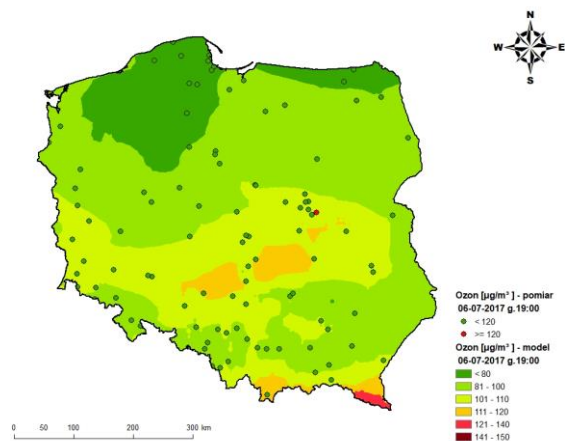 N
W E
S
Ozon [µg/m³ ] - pomiar
06-07-2017 g.19:00
< 120
>= 120
Ozon [µg/m³ ] - model
06-07-2017 g.19:00
< 80
81 - 100
101 - 110
111 - 120
121 - 140
141 - 150
0 50 100 200 300 km